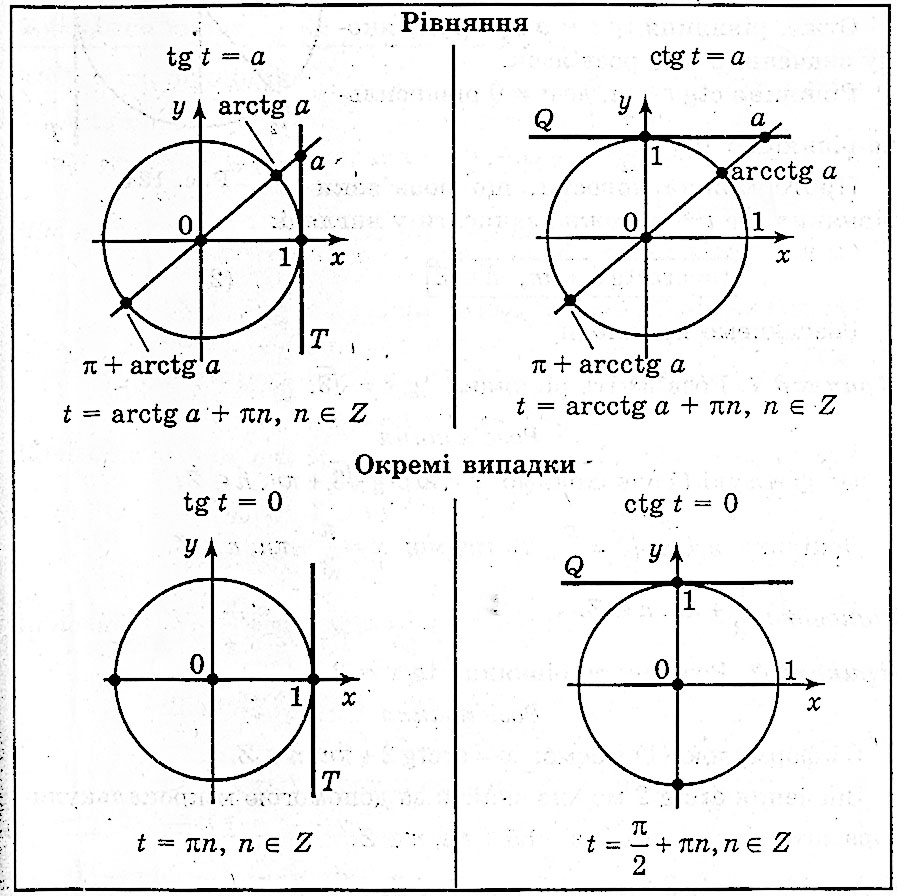 Рівняння
tg t = a
y
arctg a
a
0
1
x
T
π + arctg a
t = arctg a + πn, n ∈ Z
ctg t = a
Q
y
a
1
arcctg a
0
1
x
π + arcctg a
t = arcctg a + πn, n ∈ Z
Окремі випадки
tg t = 0
y
0
1
x
T
t = πn, n ∈ Z
ctg t = 0
Q
y
1
0
1
x
t = π/2 + πn, n ∈ Z